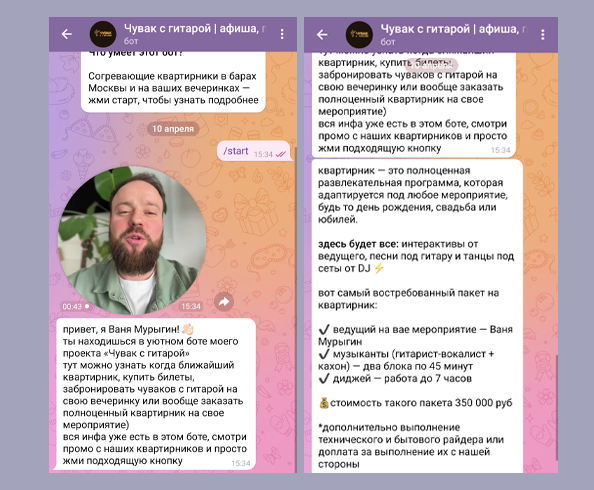 Чувак с гитарой | афиша,
бот
Что умеет этот бот?
Согревающие квартирники в барах
Москвы и на ваших вечеринках —
жми старт, чтобы узнать подробнее
10 апреля
/start 15:34
00:43
15:34
привет, я Ваня Мурыгин! 👋🏻
ты находишься в уютном боте моего
проекта «Чувак с гитарой»
тут можно узнать когда ближайший
квартирник, купить билеты,
забронировать чуваков с гитарой на
свою вечеринку или вообще заказать
полноценный квартирник на свое
мероприятие)
вся инфа уже есть в этом боте, смотри
промо с наших квартирников и просто
жми подходящую кнопку 15:34
Чувак с гитарой | афиша,
бот
тут можно узнать когда ближайший
10 апреля
квартирник, купить билеты,
забронировать чуваков с гитарой на
свою вечеринку или вообще заказать
полноценный квартирник на свое
мероприятие)
вся инфа уже есть в этом боте, смотри
промо с наших квартирников и просто
жми подходящую кнопку 15:34
квартирник — это полноценная
развлекательная программа, которая
адаптируется под любое мероприятие,
будь то день рождения, свадьба или
юбилей.
здесь будет все: интерактивы от
ведущего, песни под гитару и танцы под
сеты от DJ ⚡
вот самый востребованный пакет на
квартирник:
✔ ведущий на вае мероприятие — Ваня
Мурыгин
✔ музыканты (гитарист-вокалист +
кахон) — два блока по 45 минут
✔ диджей — работа до 7 часов
💰стоимость такого пакета 350 000 руб
*дополнительно выполнение
технического и бытового райдера или
доплата за выполнение их с нашей
стороны